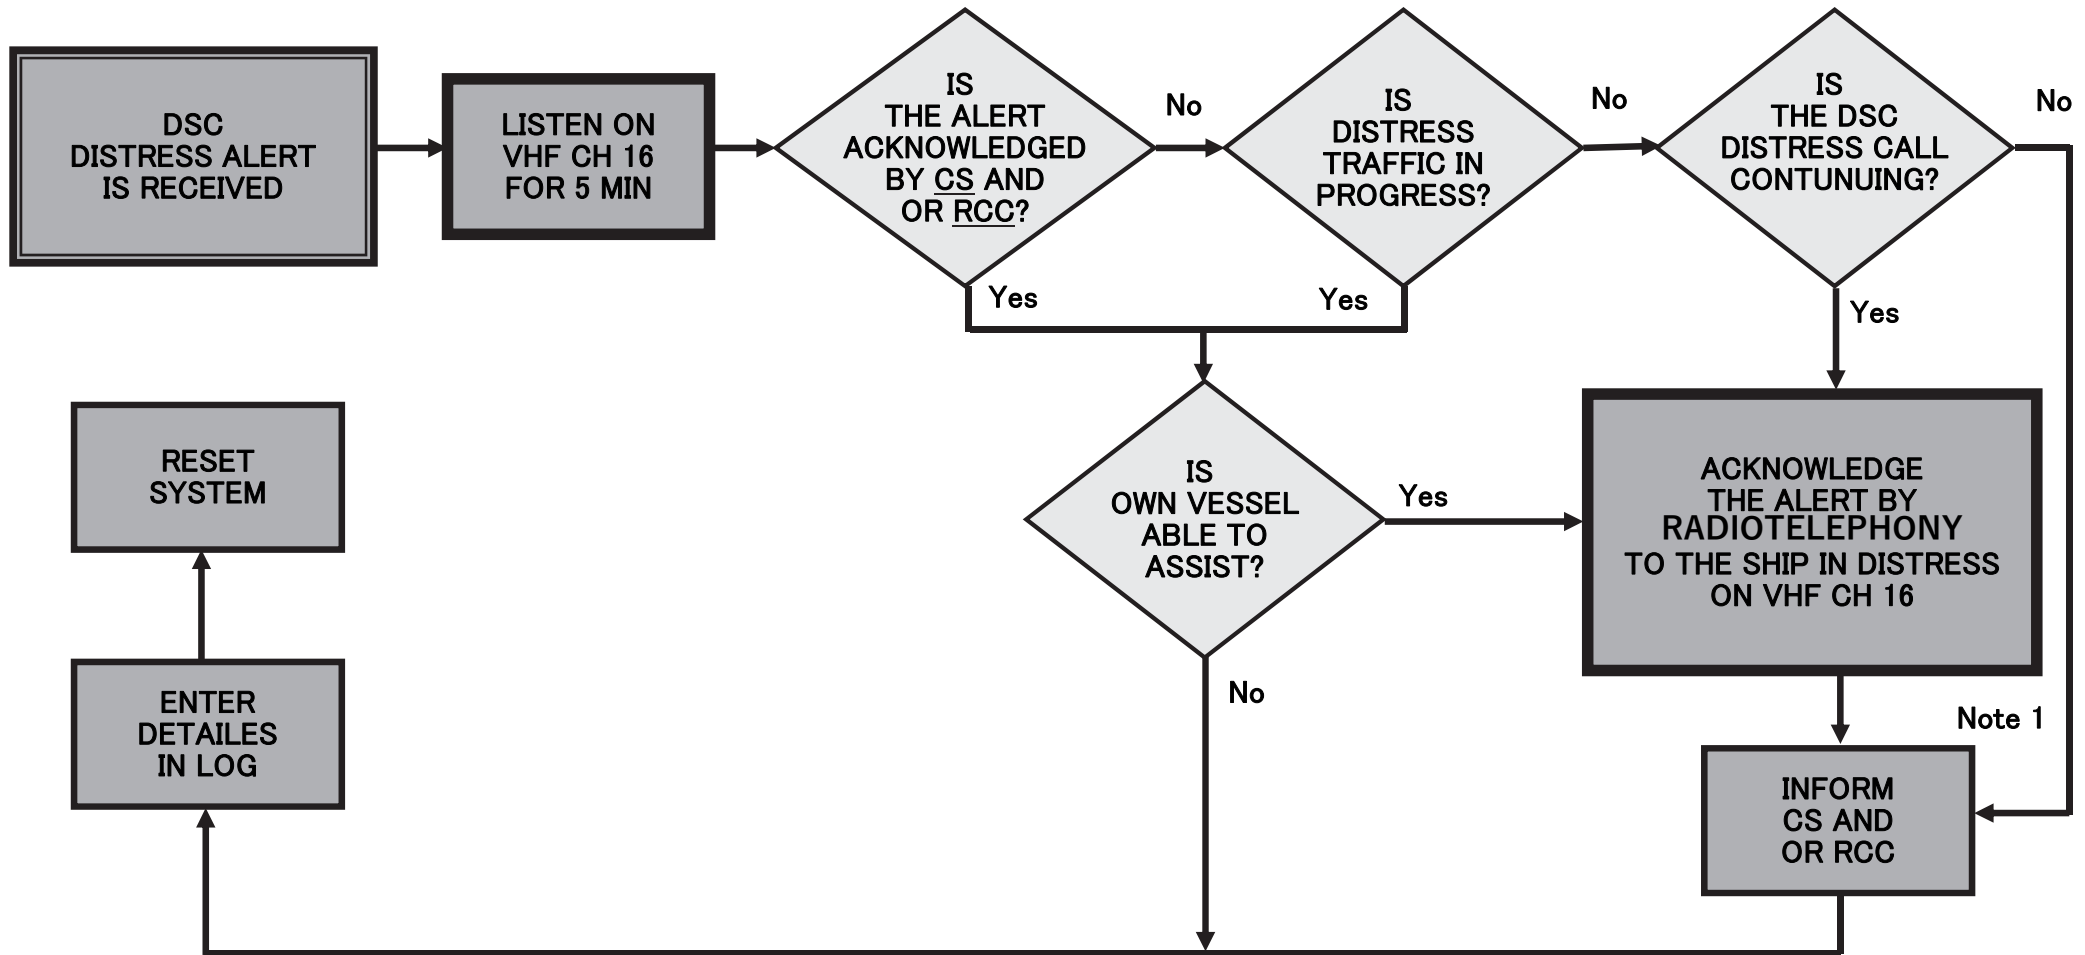 DSC
DISTRESS ALERT
IS RECEIVED
LISTEN ON
VHF CH 16
FOR 5 MIN
IS
THE ALERT
ACKNOWLEDGED
BY CS AND
OR RCC?
No
Yes
IS
DISTRESS
TRAFFIC IN
PROGRESS?
No
Yes
IS
THE DSC
DISTRESS CALL
CONTUNUING?
No
Yes
IS
OWN VESSEL
ABLE TO
ASSIST?
Yes
No
ACKNOWLEDGE
THE ALERT BY
RADIOTELEPHONY
TO THE SHIP IN DISTRESS
ON VHF CH 16
Note 1
INFORM
CS AND
OR RCC
ENTER
DETAILES
IN LOG
RESET
SYSTEM